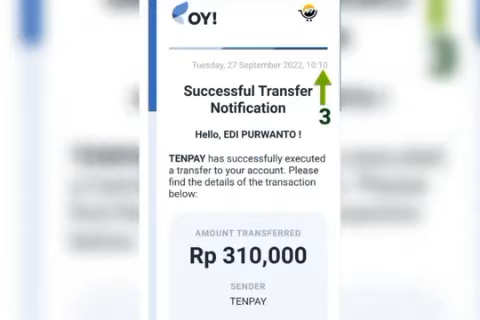 OY!
Tuesday, 27 September 2022, 10:10
Successful Transfer
Notification
3
Hello, EDI PURWANTO !
TENPAY has successfully executed
a transfer to your account. Please
find the details of the transaction
below:
AMOUNT TRANSFERRED
Rp 310,000
SENDER
TENPAY